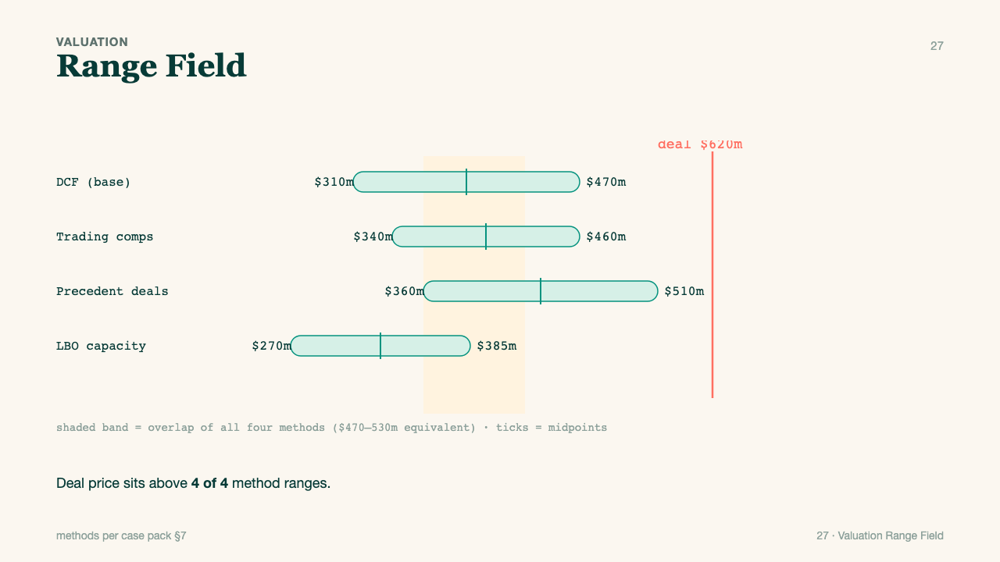 VALUATION
27
Range Field
deal $620m
DCF (base) $310m $470m
Trading comps $340m $460m
Precedent deals $360m $510m
LBO capacity $270m $385m
shaded band = overlap of all four methods ($470–530m equivalent) · ticks = midpoints
Deal price sits above 4 of 4 method ranges.
methods per case pack §7
27 · Valuation Range Field